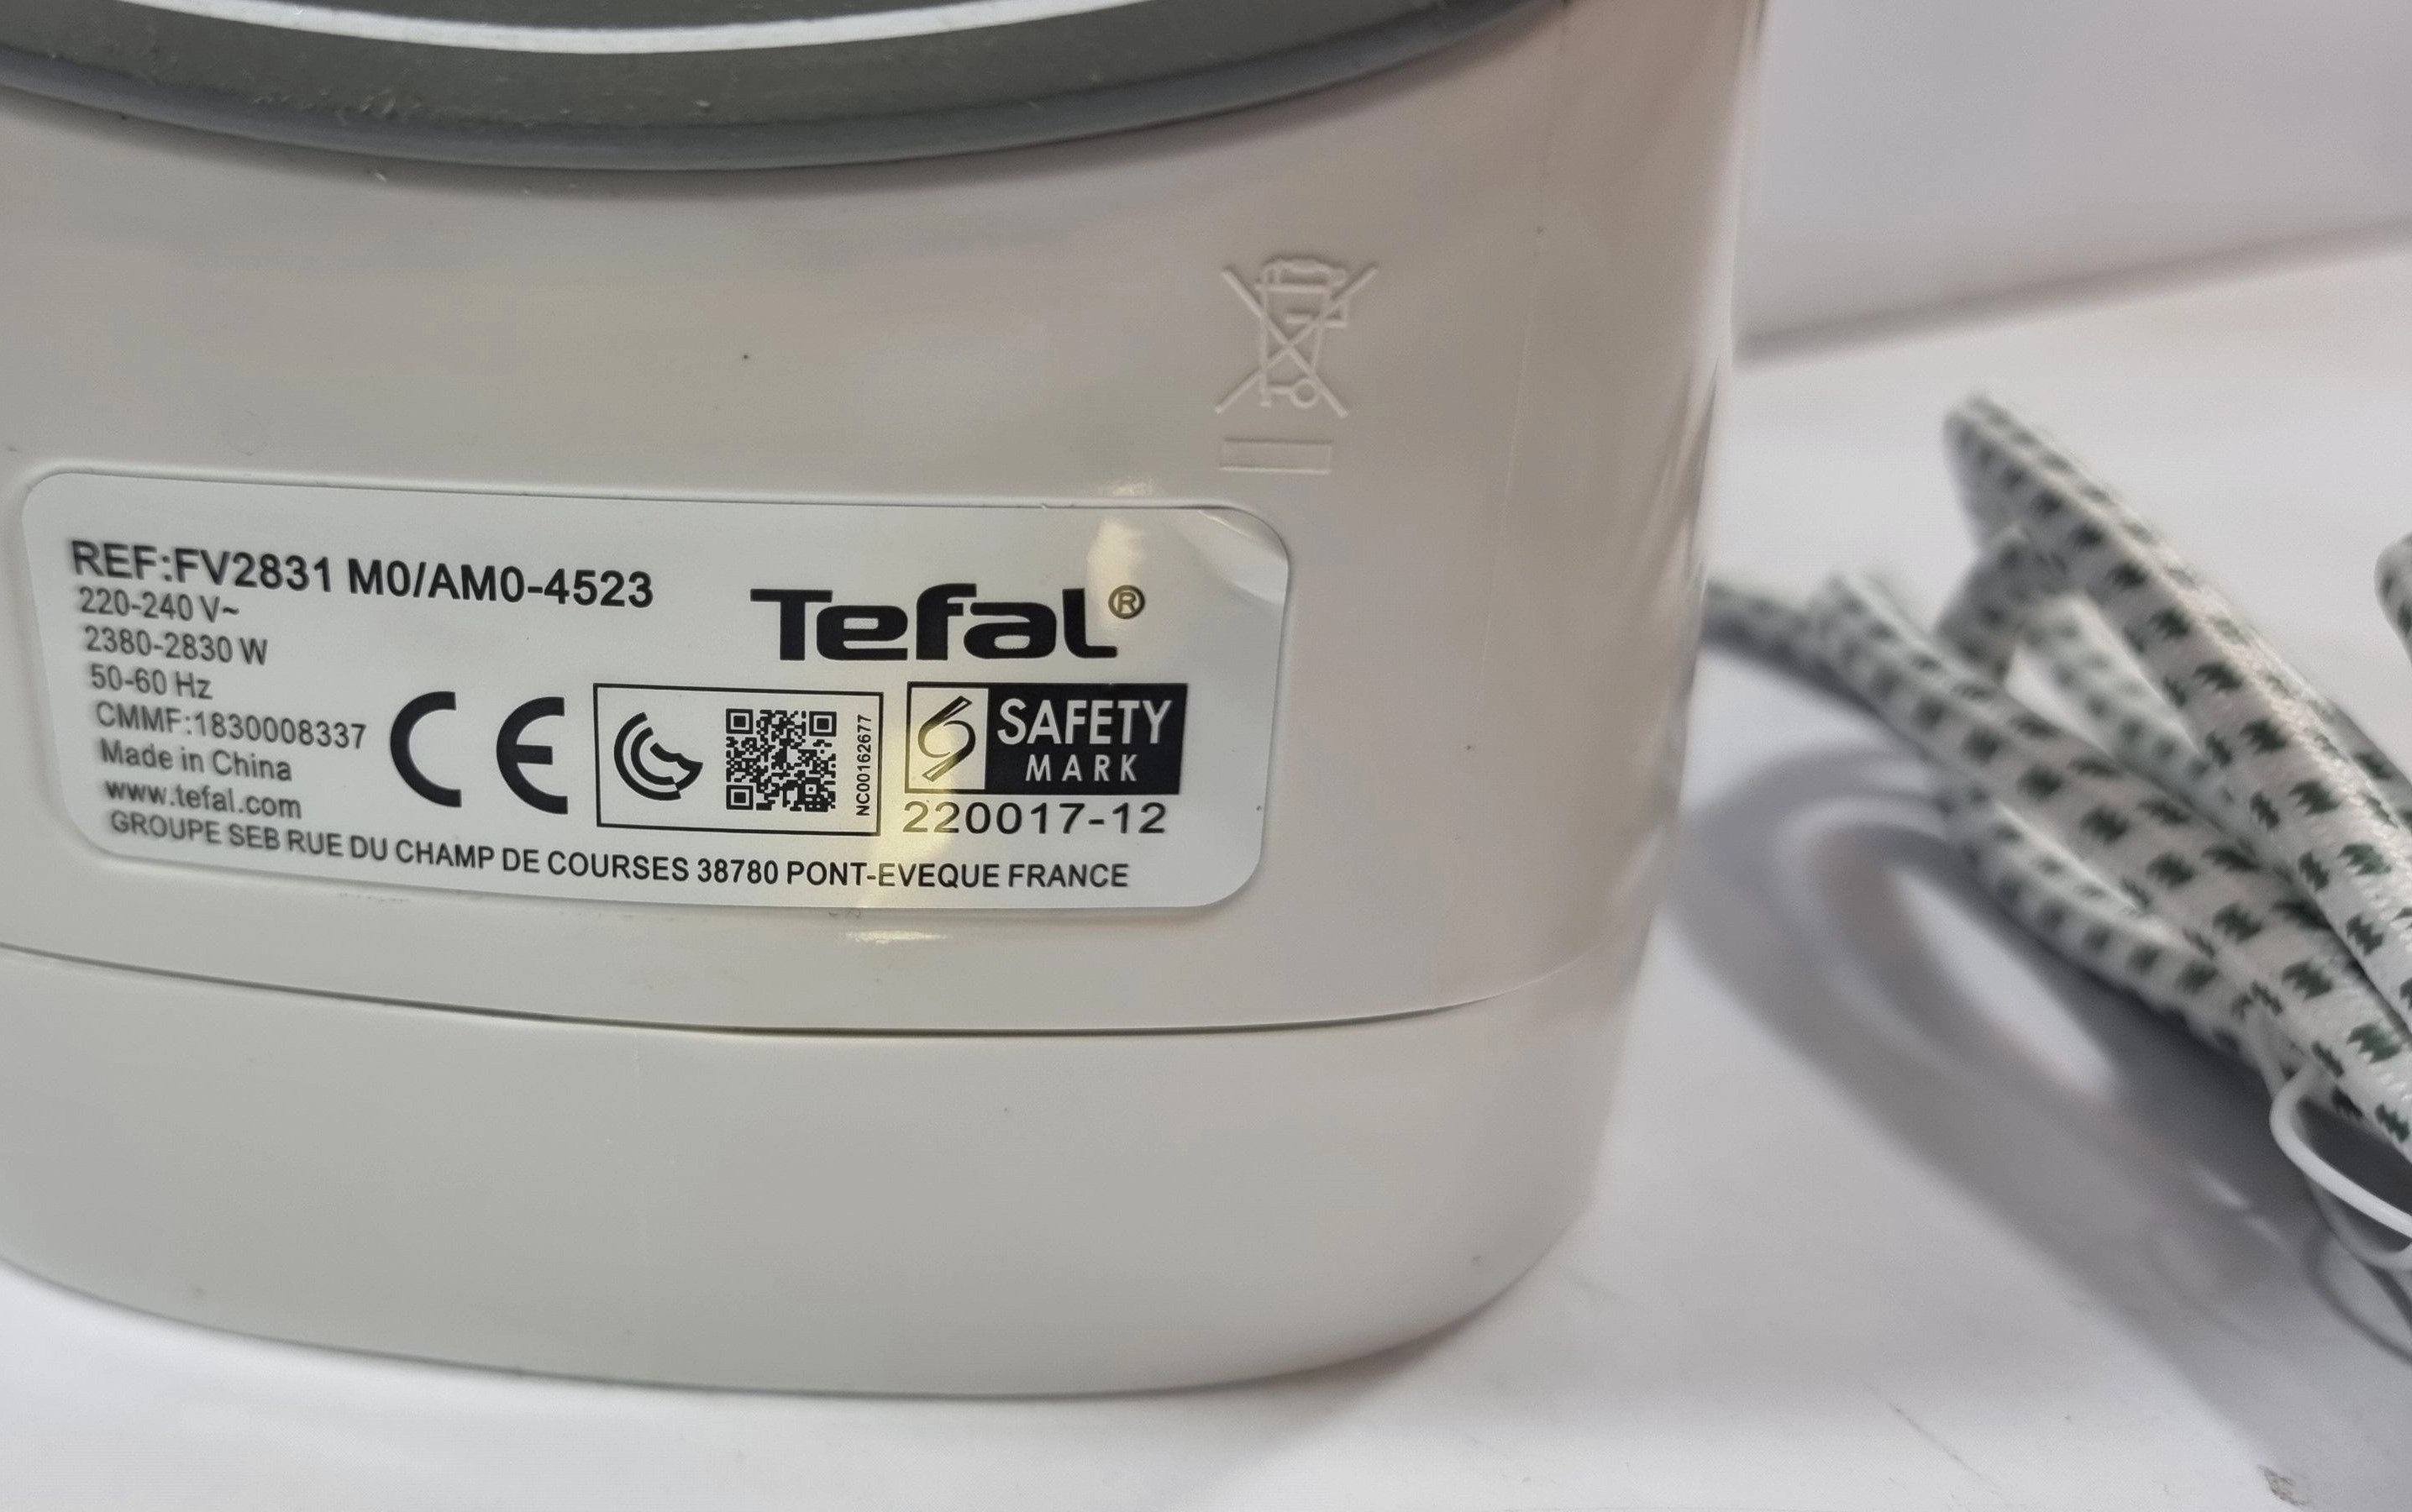 REF:FV2831 M0/AM0-4523
220-240 V~
2380-2830 W
50-60 Hz
CMMF:1830008337
Made in China
www.tefal.com
GROUPE SEB RUE DU CHAMP DE COURSES 38780 PONT-EVEQUE FRANCE
Tefal®
CE
NC00162677
SAFETY
MARK
220017-12